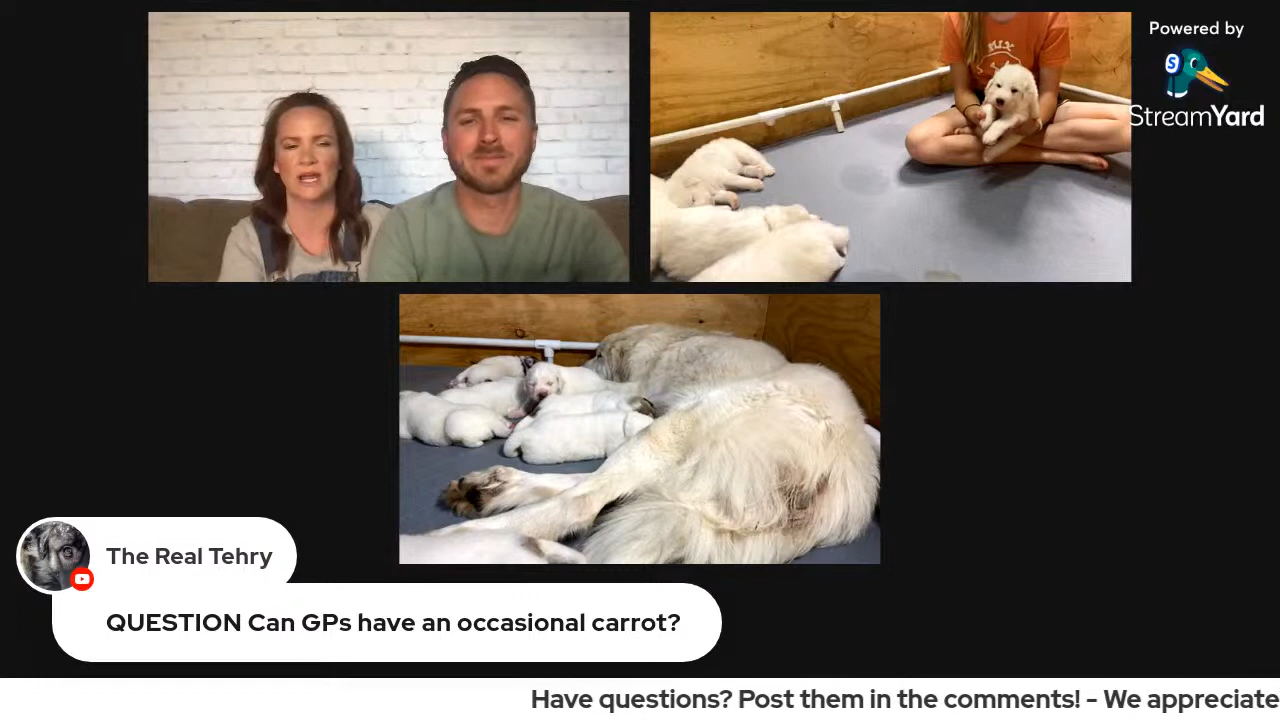 Powered by
StreamYard
The Real Tehry
QUESTION Can GPs have an occasional carrot?
Have questions? Post them in the comments! - We appreciate